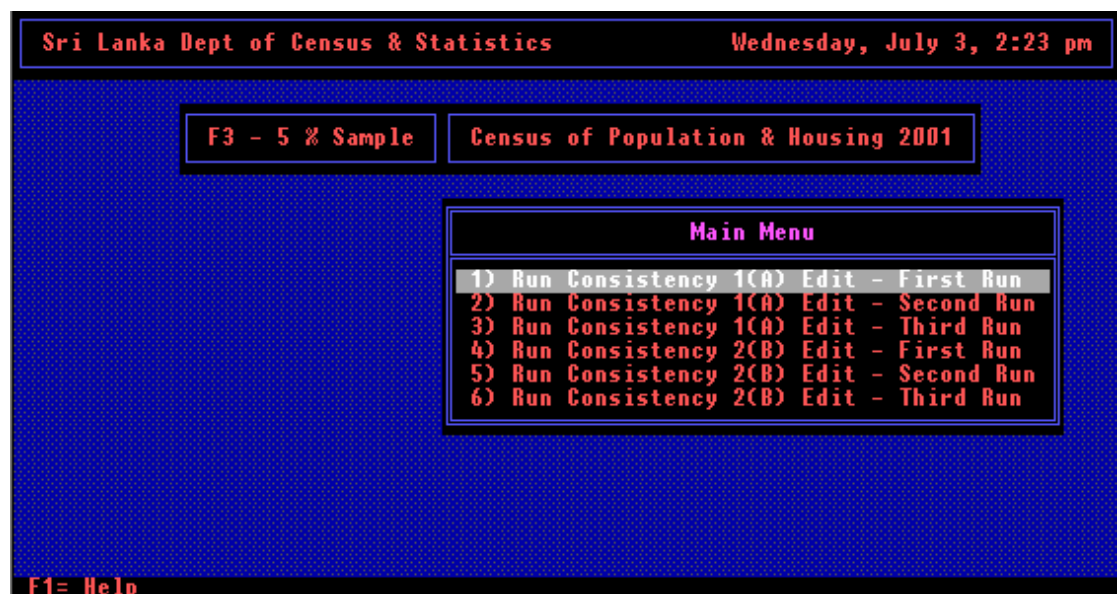 Sri Lanka Dept of Census & Statistics Wednesday, July 3, 2:23 pm
F3 - 5 % Sample Census of Population & Housing 2001
Main Menu
1) Run Consistency 1(A) Edit - First Run
2) Run Consistency 1(A) Edit - Second Run
3) Run Consistency 1(A) Edit - Third Run
4) Run Consistency 2(B) Edit - First Run
5) Run Consistency 2(B) Edit - Second Run
6) Run Consistency 2(B) Edit - Third Run
F1= Help